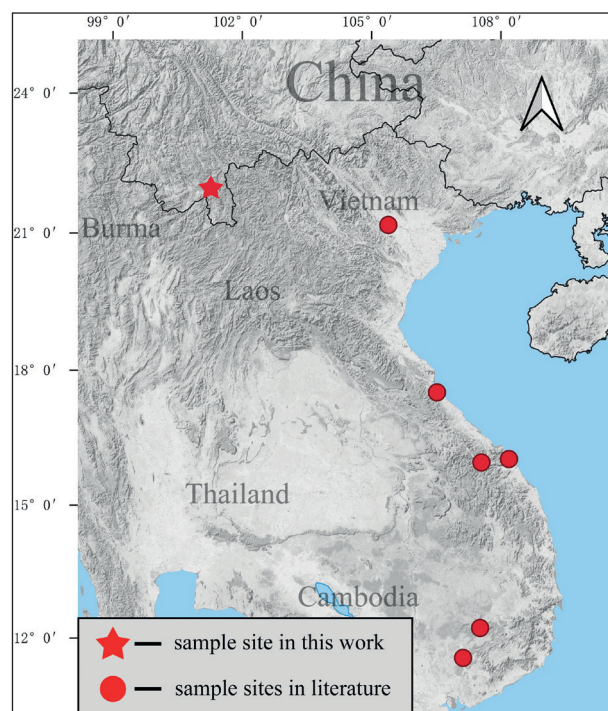 99° 0′ 102° 0′ 105° 0′ 108° 0′
24° 0′
China
Vietnam
21° 0′
Burma
Laos
18° 0′
Thailand
15° 0′
Cambodia
12° 0′
sample site in this work
sample sites in literature